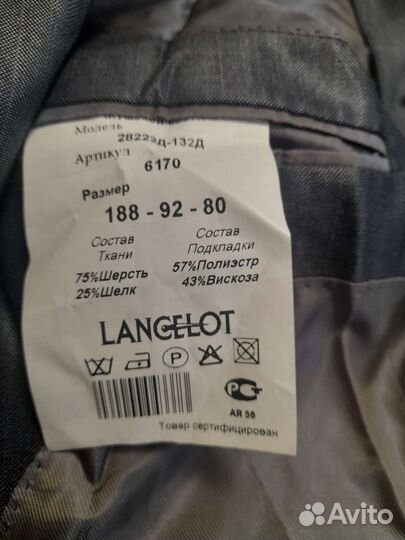 Модель
28222Д-132Д
Артикул
6170
Размер
188 - 92 - 80
Состав Состав
Ткани Подкладки
75%Шерсть 57%Полиэстр
25%Шелк 43%Вискоза
LANCELOT
P
АЯ 56
Товар сертифицирован
Avito